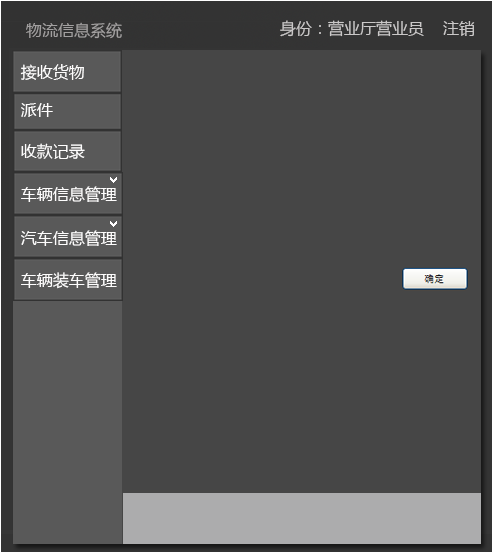 物流信息系统
身份：营业厅营业员 注销
接收货物
派件
收款记录
车辆信息管理
汽车信息管理
车辆装车管理
确定